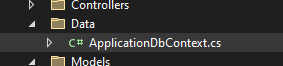 Controllers
Data
C# ApplicationDbContext.cs
Models